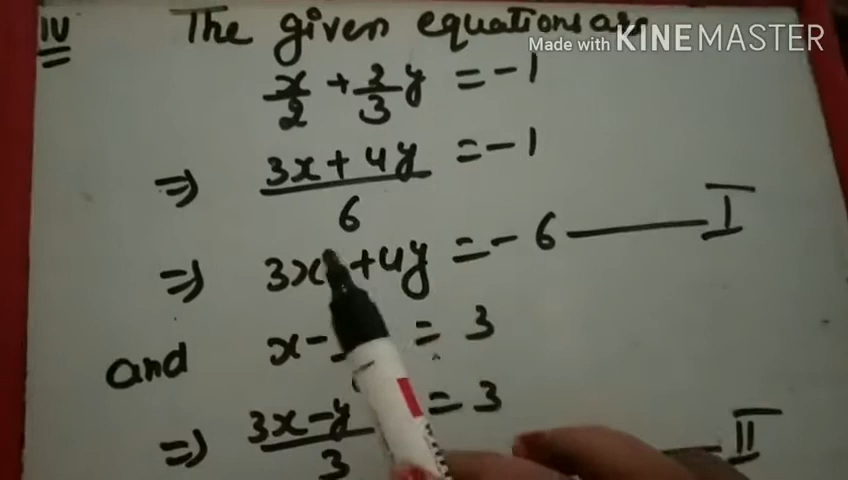 IV The given equations are
Made with KINEMASTER
x/2 + 2/3 y = -1
⇒ 3x + 4y / 6 = -1
⇒ 3x + 4y = -6 —— I
and x - = 3
⇒ 3x - y / 3 = 3
—— II